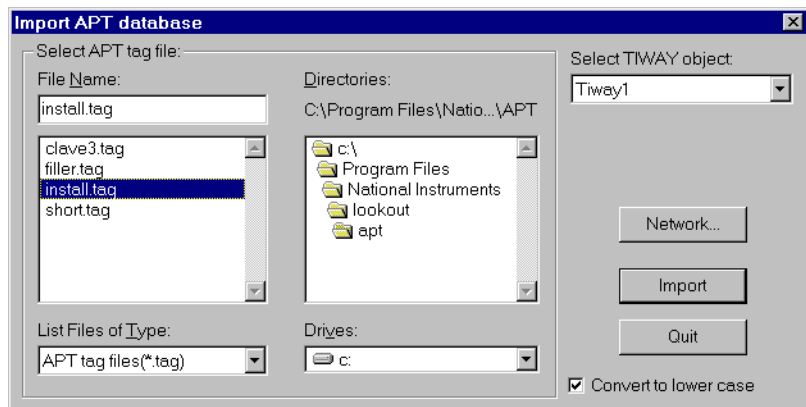 Import APT database
Select APT tag file:
File Name:
install.tag
clave3.tag
filler.tag
install.tag
short.tag
List Files of Type:
APT tag files(*.tag)
Directories:
C:\Program Files\Natio...\APT
c:\
Program Files
National Instruments
lookout
apt
Drives:
c:
Select TIWAY object:
Tiway1
Network...
Import
Quit
Convert to lower case